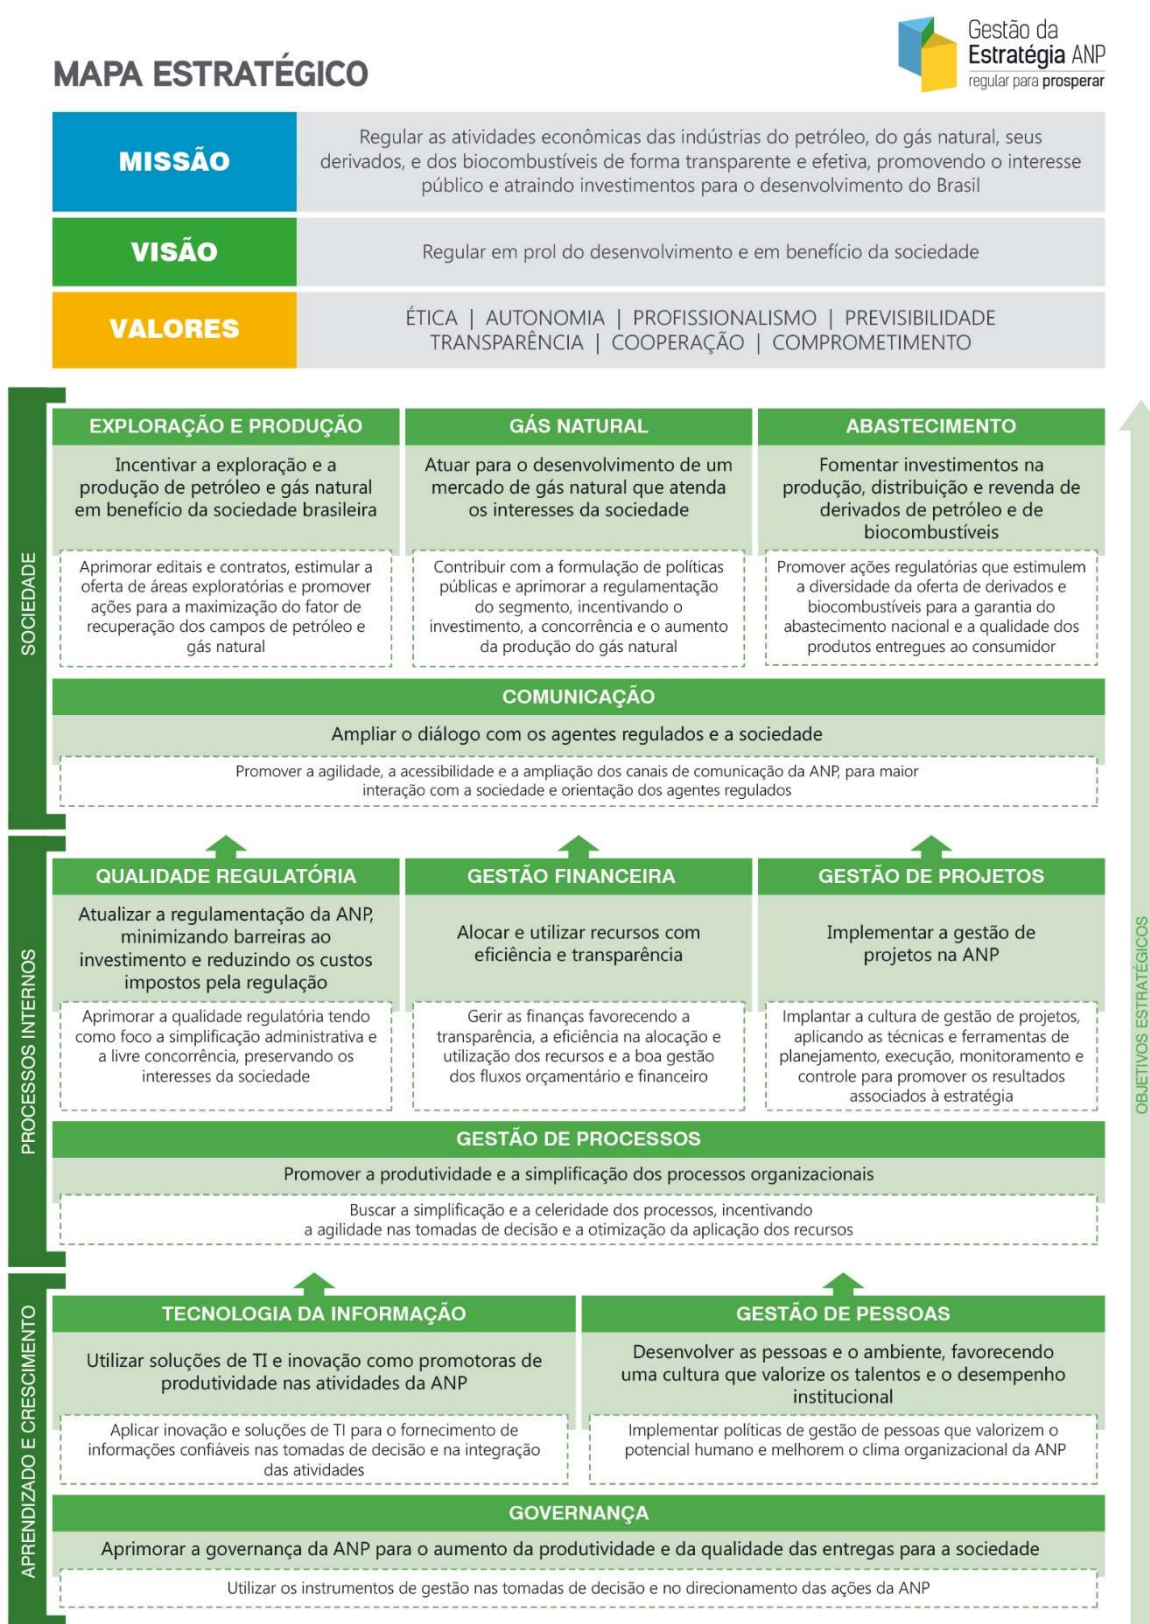 Gestão da
Estratégia ANP
regular para prosperar
MAPA ESTRATÉGICO
MISSÃO
Regular as atividades econômicas das indústrias do petróleo, do gás natural, seus
derivados, e dos biocombustíveis de forma transparente e efetiva, promovendo o interesse
público e atraindo investimentos para o desenvolvimento do Brasil
VISÃO
Regular em prol do desenvolvimento e em benefício da sociedade
VALORES
ÉTICA | AUTONOMIA | PROFISSIONALISMO | PREVISIBILIDADE
TRANSPARÊNCIA | COOPERAÇÃO | COMPROMETIMENTO
SOCIEDADE
EXPLORAÇÃO E PRODUÇÃO
Incentivar a exploração e a
produção de petróleo e gás natural
em benefício da sociedade brasileira
Aprimorar editais e contratos, estimular a
oferta de áreas exploratórias e promover
ações para a maximização do fator de
recuperação dos campos de petróleo e
gás natural
GÁS NATURAL
Atuar para o desenvolvimento de um
mercado de gás natural que atenda
os interesses da sociedade
Contribuir com a formulação de políticas
públicas e aprimorar a regulamentação
do segmento, incentivando o
investimento, a concorrência e o aumento
da produção do gás natural
ABASTECIMENTO
Fomentar investimentos na
produção, distribuição e revenda de
derivados de petróleo e de
biocombustíveis
Promover ações regulatórias que estimulem
a diversidade da oferta de derivados e
biocombustíveis para a garantia do
abastecimento nacional e a qualidade dos
produtos entregues ao consumidor
COMUNICAÇÃO
Ampliar o diálogo com os agentes regulados e a sociedade
Promover a agilidade, a acessibilidade e a ampliação dos canais de comunicação da ANP, para maior
interação com a sociedade e orientação dos agentes regulados
PROCESSOS INTERNOS
QUALIDADE REGULATÓRIA
Atualizar a regulamentação da ANP,
minimizando barreiras ao
investimento e reduzindo os custos
impostos pela regulação
Aprimorar a qualidade regulatória tendo
como foco a simplificação administrativa e
a livre concorrência, preservando os
interesses da sociedade
GESTÃO FINANCEIRA
Alocar e utilizar recursos com
eficiência e transparência
Gerir as finanças favorecendo a
transparência, a eficiência na alocação e
utilização dos recursos e a boa gestão
dos fluxos orçamentário e financeiro
GESTÃO DE PROJETOS
Implementar a gestão de
projetos na ANP
Implantar a cultura de gestão de projetos,
aplicando as técnicas e ferramentas de
planejamento, execução, monitoramento e
controle para promover os resultados
associados à estratégia
GESTÃO DE PROCESSOS
Promover a produtividade e a simplificação dos processos organizacionais
Buscar a simplificação e a celeridade dos processos, incentivando
a agilidade nas tomadas de decisão e a otimização da aplicação dos recursos
APRENDIZADO E CRESCIMENTO
TECNOLOGIA DA INFORMAÇÃO
Utilizar soluções de TI e inovação como promotoras de
produtividade nas atividades da ANP
Aplicar inovação e soluções de TI para o fornecimento de
informações confiáveis nas tomadas de decisão e na integração
das atividades
GESTÃO DE PESSOAS
Desenvolver as pessoas e o ambiente, favorecendo
uma cultura que valorize os talentos e o desempenho
institucional
Implementar políticas de gestão de pessoas que valorizem o
potencial humano e melhorem o clima organizacional da ANP
GOVERNANÇA
Aprimorar a governança da ANP para o aumento da produtividade e da qualidade das entregas para a sociedade
Utilizar os instrumentos de gestão nas tomadas de decisão e no direcionamento das ações da ANP
OBJETIVOS ESTRATÉGICOS